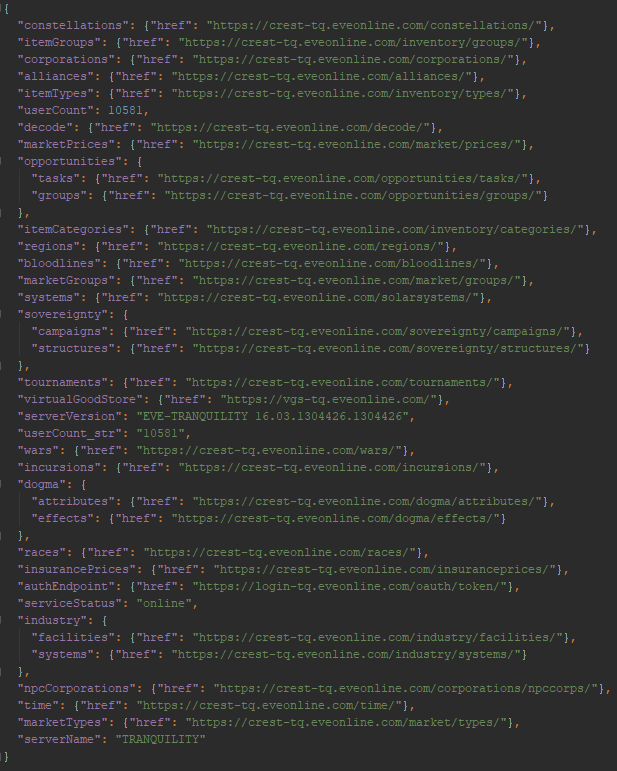 {
  "constellations": {"href": "https://crest-tq.eveonline.com/constellations/"},
  "itemGroups": {"href": "https://crest-tq.eveonline.com/inventory/groups/"},
  "corporations": {"href": "https://crest-tq.eveonline.com/corporations/"},
  "alliances": {"href": "https://crest-tq.eveonline.com/alliances/"},
  "itemTypes": {"href": "https://crest-tq.eveonline.com/inventory/types/"},
  "userCount": 10581,
  "decode": {"href": "https://crest-tq.eveonline.com/decode/"},
  "marketPrices": {"href": "https://crest-tq.eveonline.com/market/prices/"},
  "opportunities": {
    "tasks": {"href": "https://crest-tq.eveonline.com/opportunities/tasks/"},
    "groups": {"href": "https://crest-tq.eveonline.com/opportunities/groups/"}
  },
  "itemCategories": {"href": "https://crest-tq.eveonline.com/inventory/categories/"},
  "regions": {"href": "https://crest-tq.eveonline.com/regions/"},
  "bloodlines": {"href": "https://crest-tq.eveonline.com/bloodlines/"},
  "marketGroups": {"href": "https://crest-tq.eveonline.com/market/groups/"},
  "systems": {"href": "https://crest-tq.eveonline.com/solarsystems/"},
  "sovereignty": {
    "campaigns": {"href": "https://crest-tq.eveonline.com/sovereignty/campaigns/"},
    "structures": {"href": "https://crest-tq.eveonline.com/sovereignty/structures/"}
  },
  "tournaments": {"href": "https://crest-tq.eveonline.com/tournaments/"},
  "virtualGoodStore": {"href": "https://vgs-tq.eveonline.com/"},
  "serverVersion": "EVE-TRANQUILITY 16.03.1304426.1304426",
  "userCount_str": "10581",
  "wars": {"href": "https://crest-tq.eveonline.com/wars/"},
  "incursions": {"href": "https://crest-tq.eveonline.com/incursions/"},
  "dogma": {
    "attributes": {"href": "https://crest-tq.eveonline.com/dogma/attributes/"},
    "effects": {"href": "https://crest-tq.eveonline.com/dogma/effects/"}
  },
  "races": {"href": "https://crest-tq.eveonline.com/races/"},
  "insurancePrices": {"href": "https://crest-tq.eveonline.com/insuranceprices/"},
  "authEndpoint": {"href": "https://login-tq.eveonline.com/oauth/token/"},
  "serviceStatus": "online",
  "industry": {
    "facilities": {"href": "https://crest-tq.eveonline.com/industry/facilities/"},
    "systems": {"href": "https://crest-tq.eveonline.com/industry/systems/"}
  },
  "npcCorporations": {"href": "https://crest-tq.eveonline.com/corporations/npccorps/"},
  "time": {"href": "https://crest-tq.eveonline.com/time/"},
  "marketTypes": {"href": "https://crest-tq.eveonline.com/market/types/"},
  "serverName": "TRANQUILITY"
}